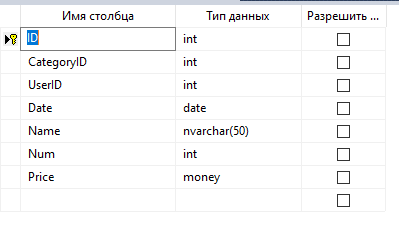 Имя столбца Тип данных Разрешить ...
ID int
CategoryID int
UserID int
Date date
Name nvarchar(50)
Num int
Price money